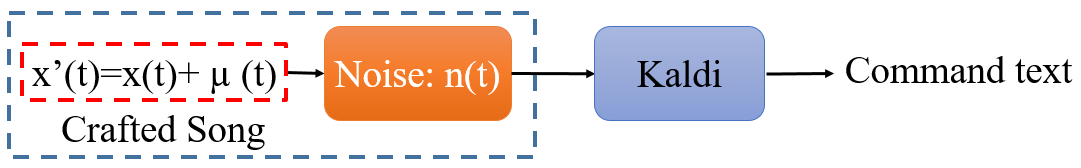 x’(t)=x(t)+ μ (t)
Crafted Song
Noise: n(t)
Kaldi
Command text